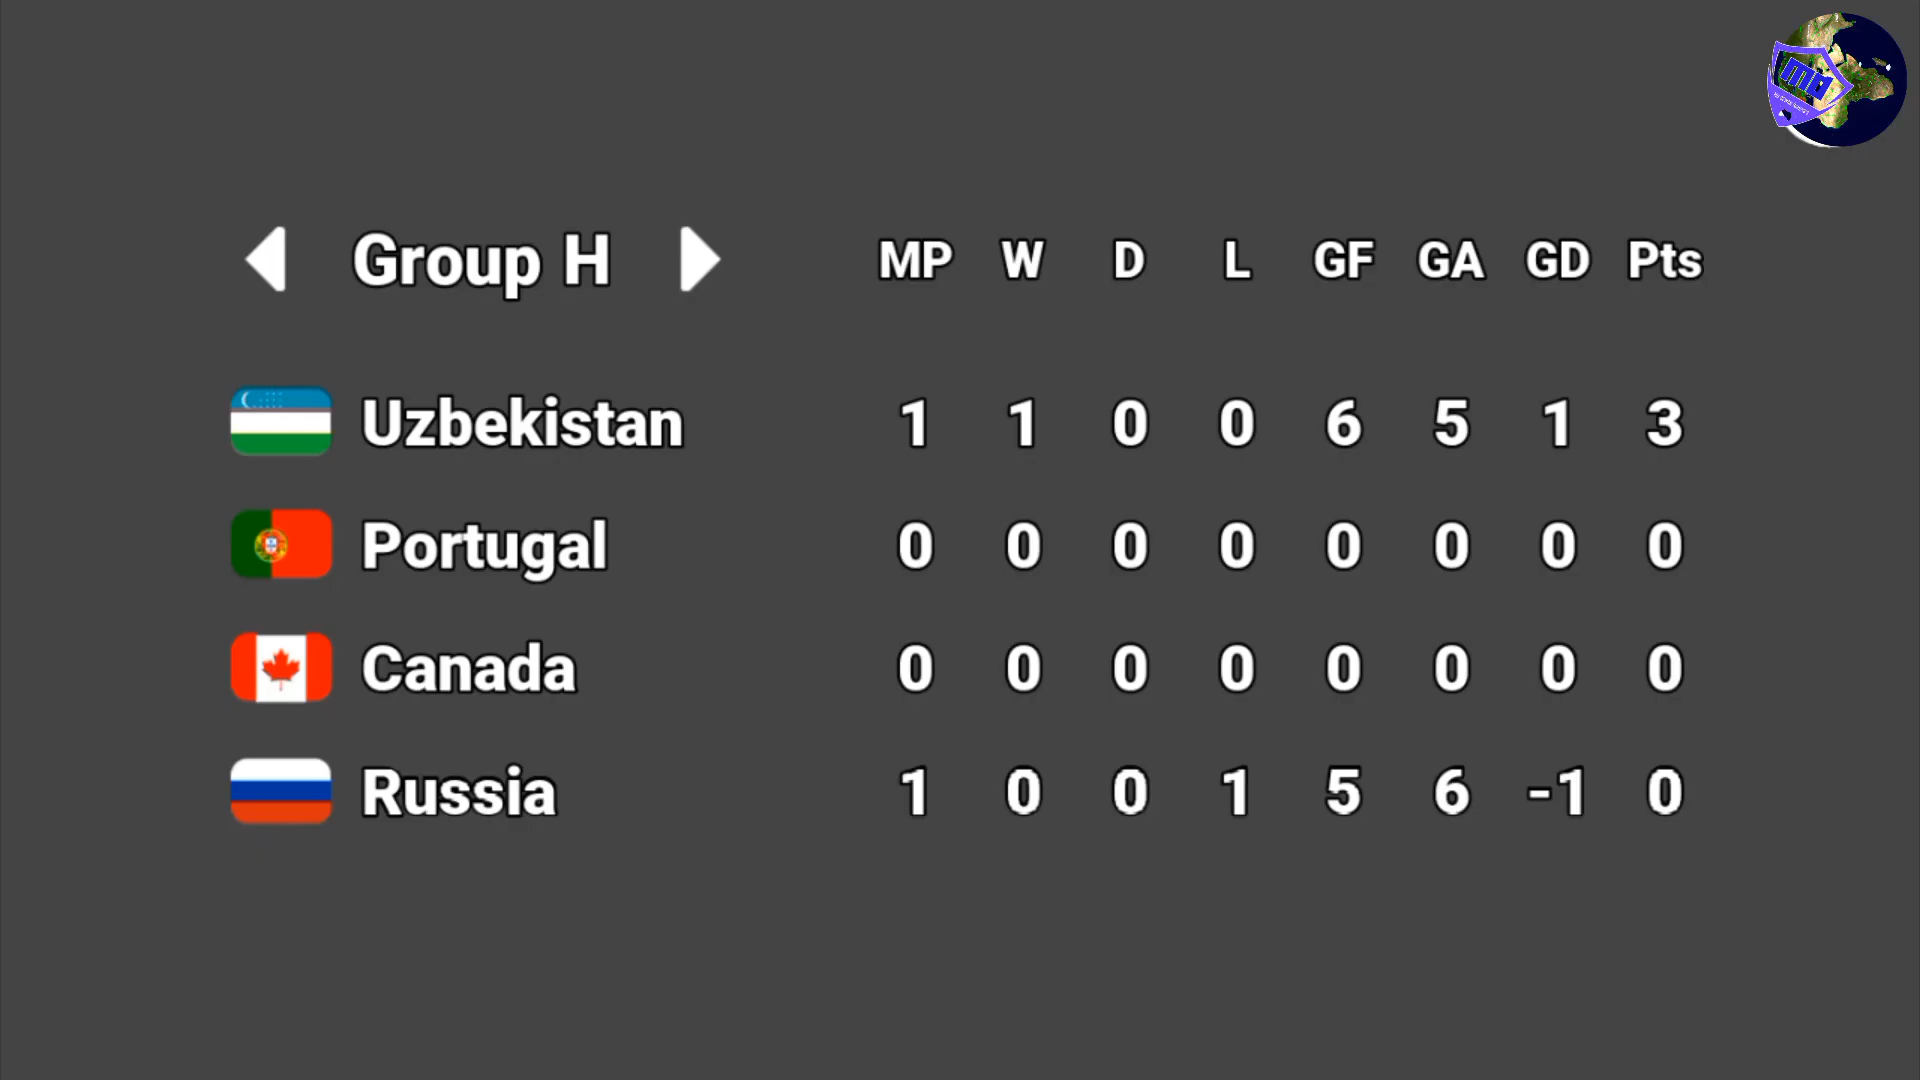 Group H MP W D L GF GA GD Pts
Uzbekistan 1 1 0 0 6 5 1 3
Portugal 0 0 0 0 0 0 0 0
Canada 0 0 0 0 0 0 0 0
Russia 1 0 0 1 5 6 -1 0